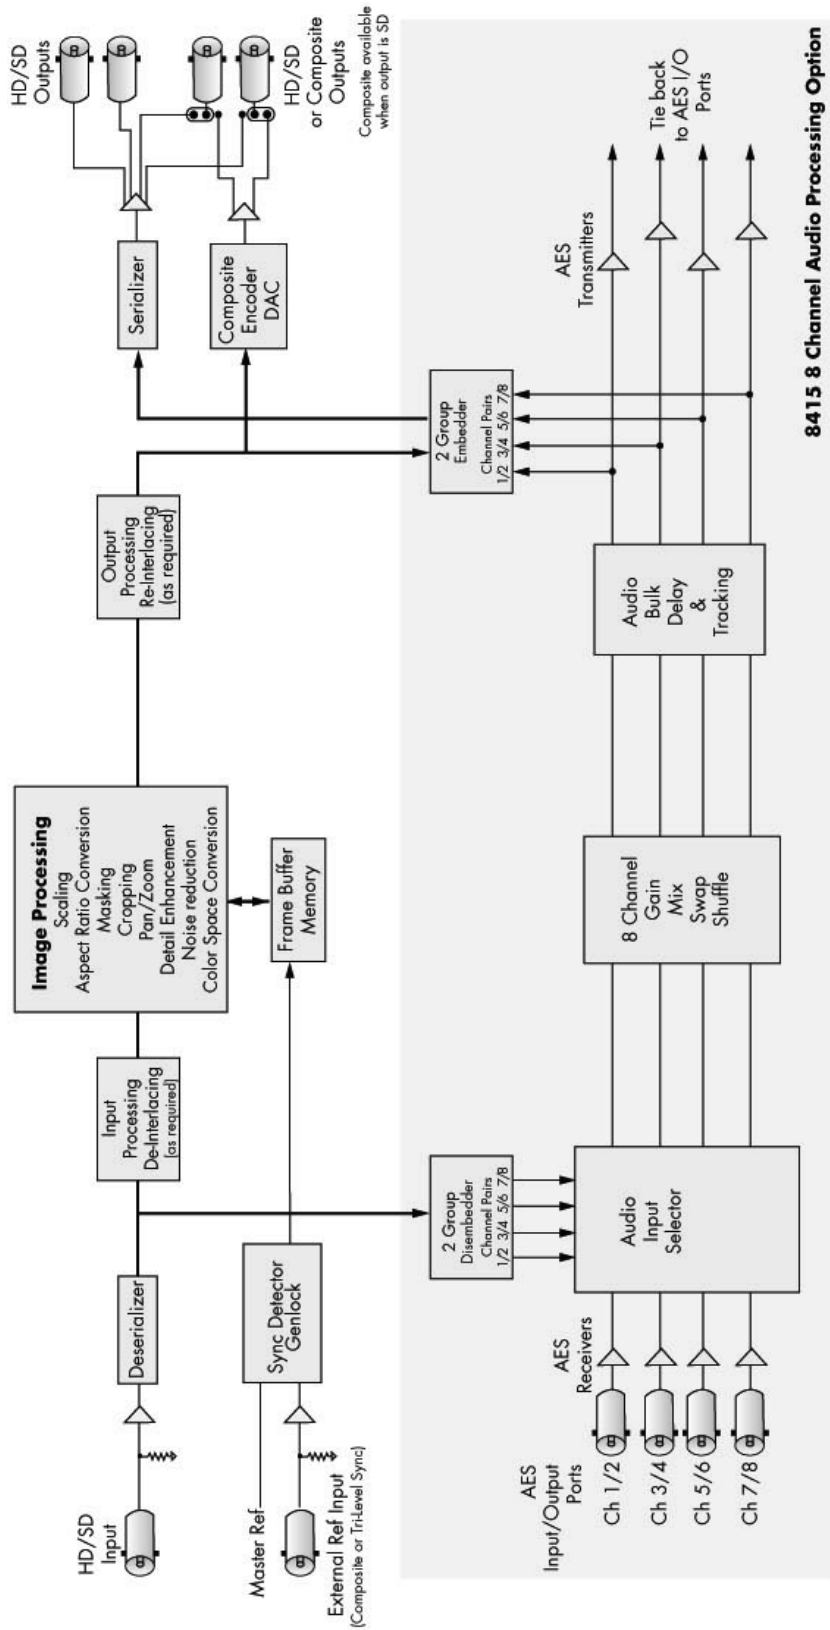 HD/SD
Input
Deserializer
Master Ref
External Ref Input
(Composite or Tri-Level Sync)
Sync Detector
Genlock
Input
Processing
De-Interlacing
(as required)
Image Processing
Scaling
Aspect Ratio Conversion
Masking
Cropping
Pan/Zoom
Detail Enhancement
Noise reduction
Color Space Conversion
Frame Buffer
Memory
Output
Processing
Re-Interlacing
(as required)
Serializer
Composite
Encoder
DAC
HD/SD
Outputs
HD/SD
or Composite
Outputs
Composite available
when output is SD
AES
Input/Output
Ports
Ch 1/2
Ch 3/4
Ch 5/6
Ch 7/8
AES
Receivers
2 Group
Disembedder
Channel Pairs
1/2 3/4 5/6 7/8
Audio
Input
Selector
8 Channel
Gain
Mix
Swap
Shuffle
Audio
Bulk
Delay
&
Tracking
2 Group
Embedder
Channel Pairs
1/2 3/4 5/6 7/8
AES
Transmitters
Tie back
to AES I/O
Ports
8415 8 Channel Audio Processing Option